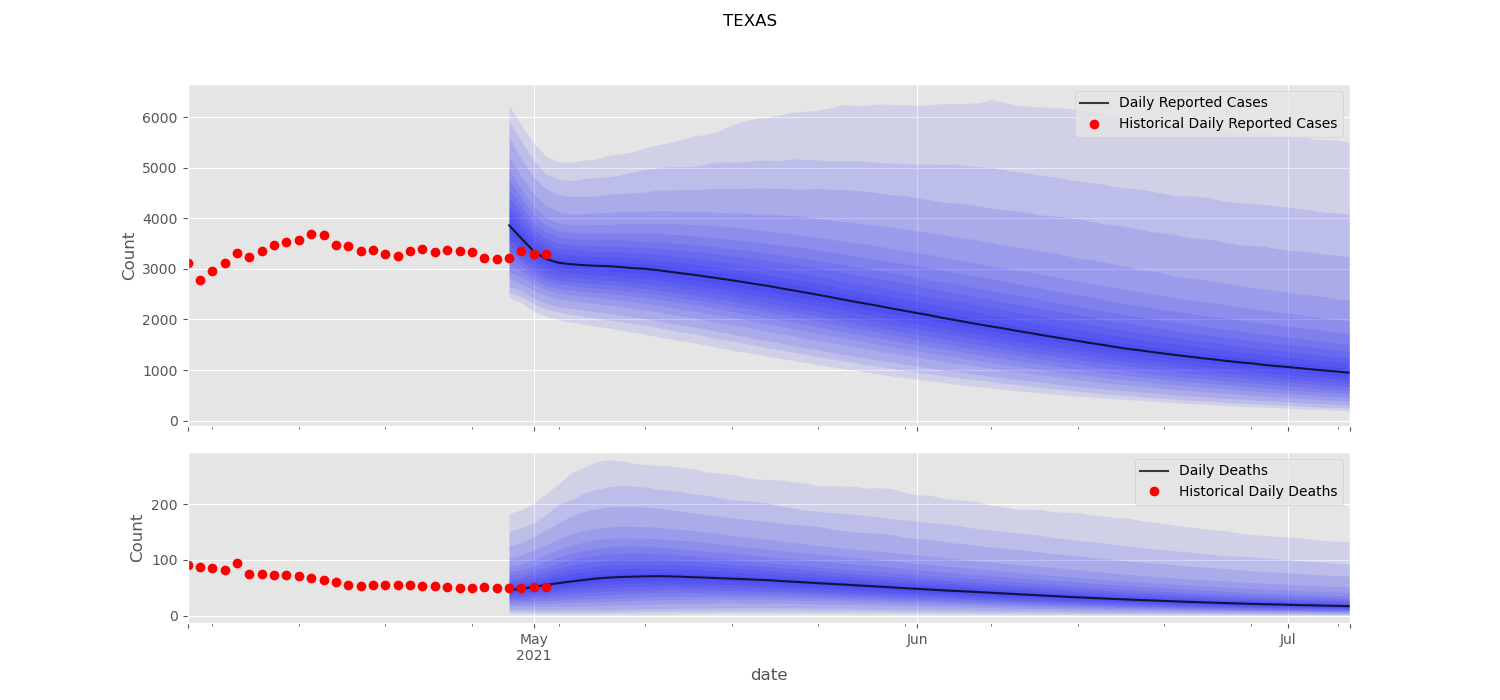 TEXAS
Daily Reported Cases
Historical Daily Reported Cases
6000
5000
4000
3000
2000
1000
0
Count
Daily Deaths
Historical Daily Deaths
200
100
0
Count
May
2021
Jun
Jul
date